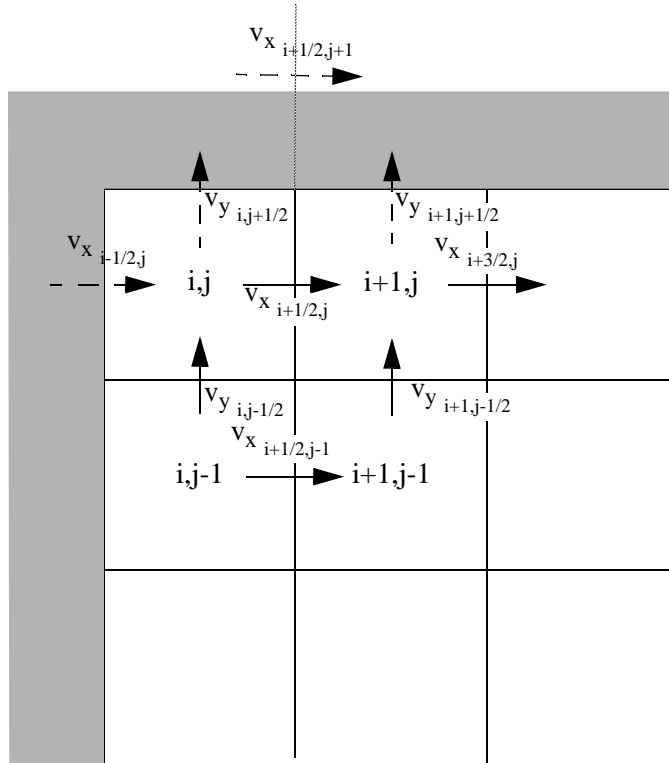 v_x i+1/2,j+1
v_y i,j+1/2
v_y i+1,j+1/2
v_x i-1/2,j
v_x i+3/2,j
i,j
i+1,j
v_x i+1/2,j
v_y i,j-1/2
v_y i+1,j-1/2
v_x i+1/2,j-1
i,j-1
i+1,j-1